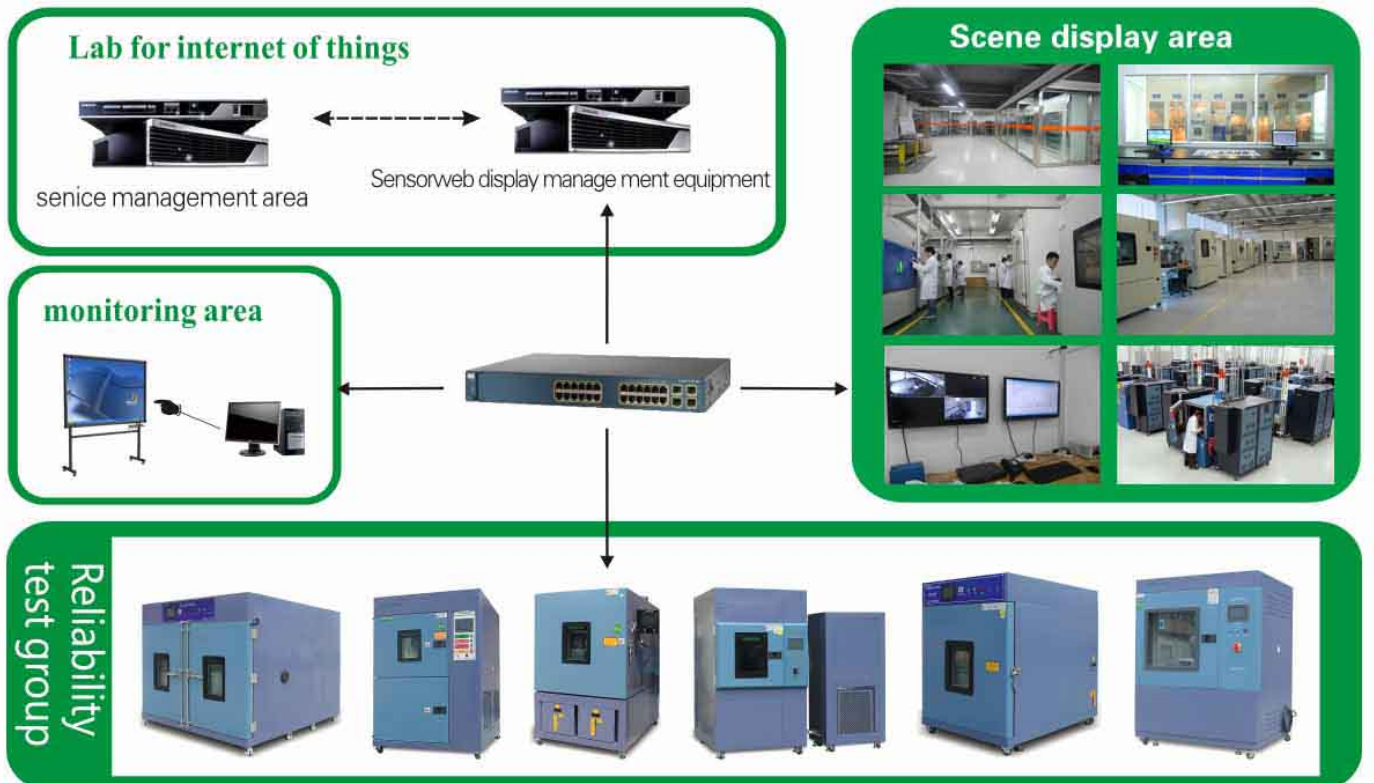 Lab for internet of things
senice management area
Sensorweb display manage ment equipment
Scene display area
monitoring area
Reliability
test group